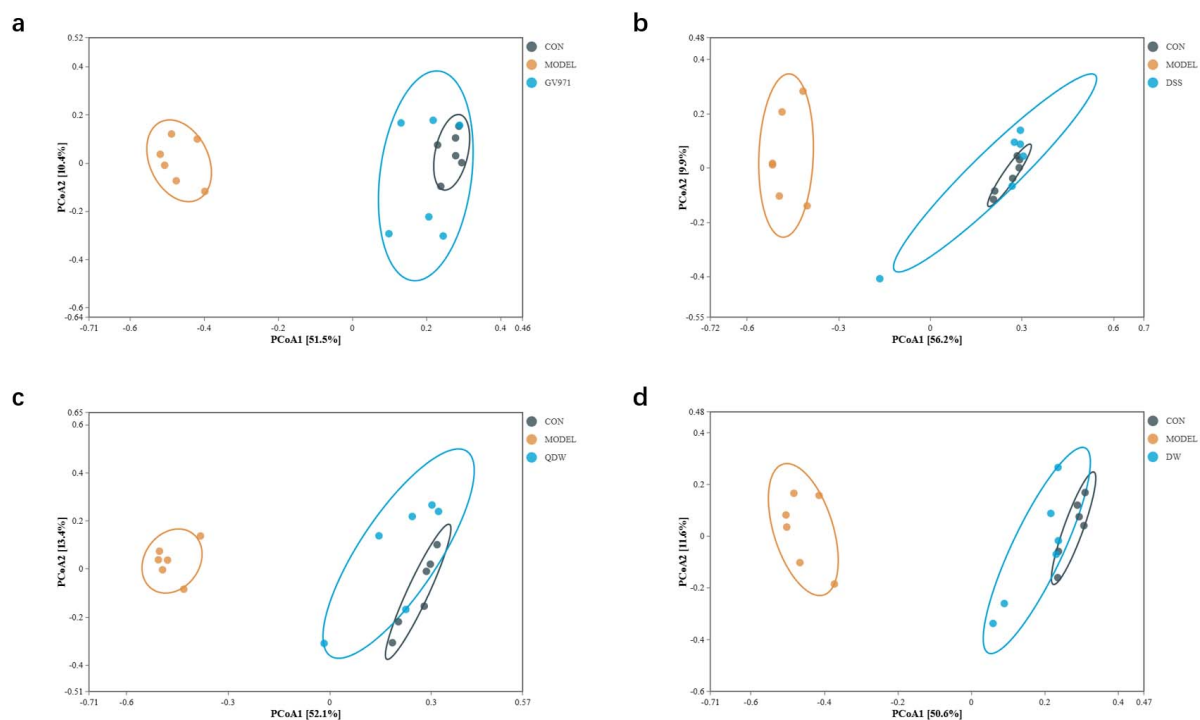 a
0.52
0.4
0.2
0
-0.2
-0.4
-0.6
-0.64
-0.71
-0.6
-0.4
-0.2
0
0.2
0.4
0.46
PCoA1 [51.5%]
PCoA2 [10.4%]
CON
MODEL
GV971
b
0.48
0.4
0.2
0
-0.2
-0.4
-0.55
-0.72
-0.6
-0.3
0
0.3
0.6
0.7
PCoA1 [56.2%]
PCoA2 [9.9%]
CON
MODEL
DSS
c
0.65
0.6
0.4
0.2
0
-0.2
-0.4
-0.51
-0.71
-0.6
-0.3
0
0.3
0.57
PCoA1 [52.1%]
PCoA2 [13.4%]
CON
MODEL
QDW
d
0.48
0.4
0.2
0
-0.2
-0.4
-0.6
-0.71
-0.6
-0.4
-0.2
0
0.2
0.4
0.47
PCoA1 [50.6%]
PCoA2 [11.6%]
CON
MODEL
DW